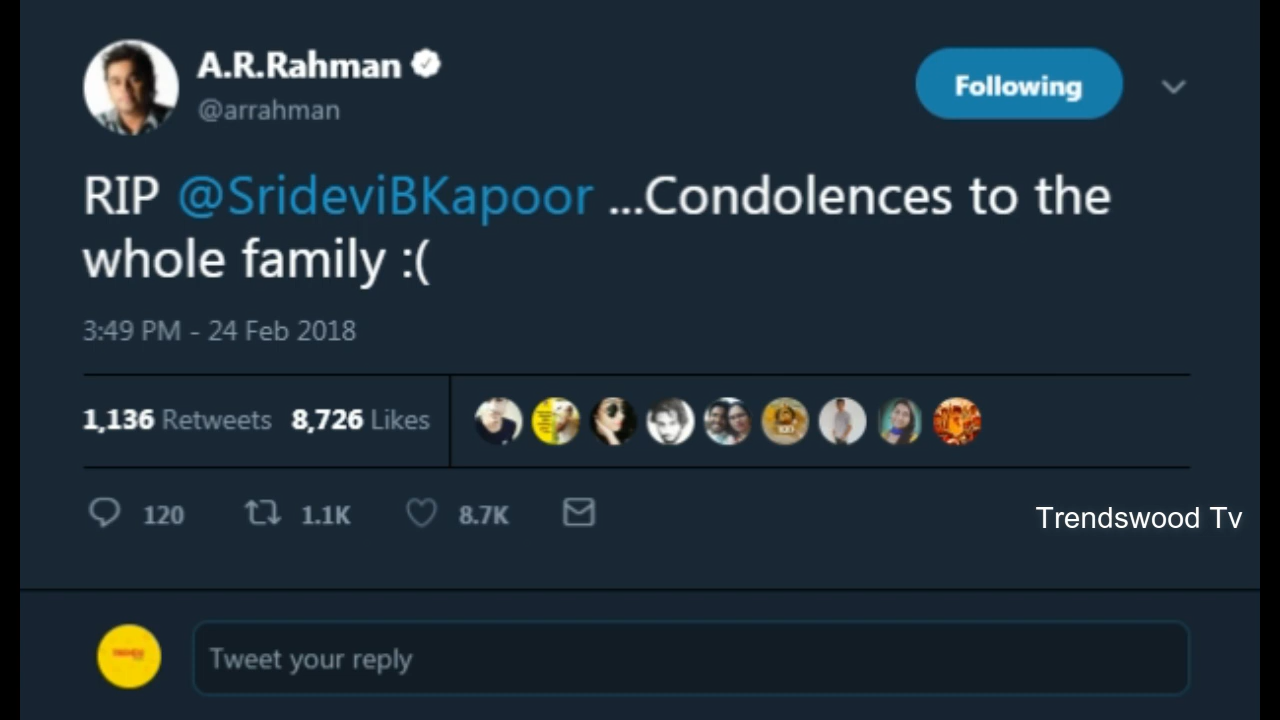 A.R.Rahman
@arrahman
Following
RIP @SrideviBKapoor ...Condolences to the
whole family :(
3:49 PM - 24 Feb 2018
1,136 Retweets 8,726 Likes
120 1.1K 8.7K
Trendswood Tv
Tweet your reply